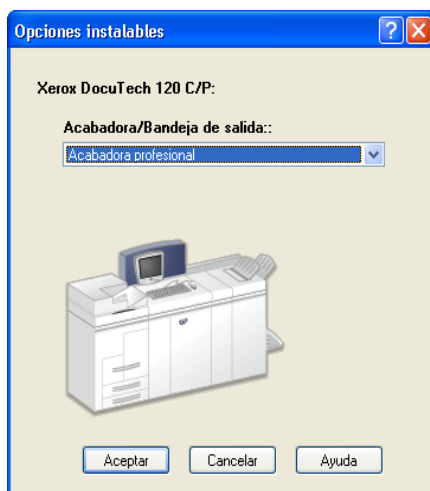 Opciones instalables
Xerox DocuTech 120 C/P:
Acabadora/Bandeja de salida::
Acabadora profesional
Aceptar Cancelar Ayuda